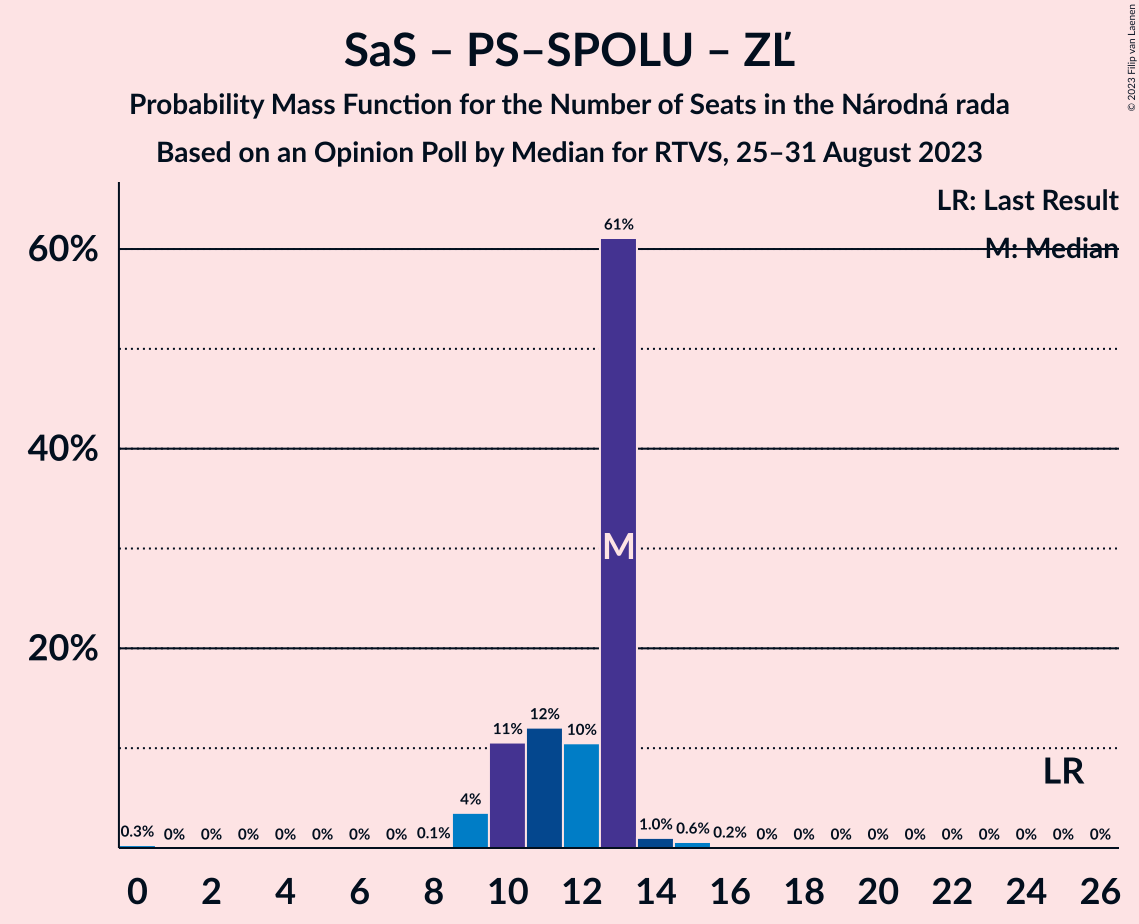 SaS – PS–SPOLU – ZĽ
Probability Mass Function for the Number of Seats in the Národná rada
Based on an Opinion Poll by Median for RTVS, 25–31 August 2023
© 2023 Filip van Laenen
LR: Last Result
M: Median
60%
40%
20%
61%
M
12%
11%
10%
4%
LR
0.3% 0% 0% 0% 0% 0% 0% 0% 0.1%
1.0% 0.6% 0.2% 0% 0% 0% 0% 0% 0% 0% 0% 0% 0%
0 2 4 6 8 10 12 14 16 18 20 22 24 26